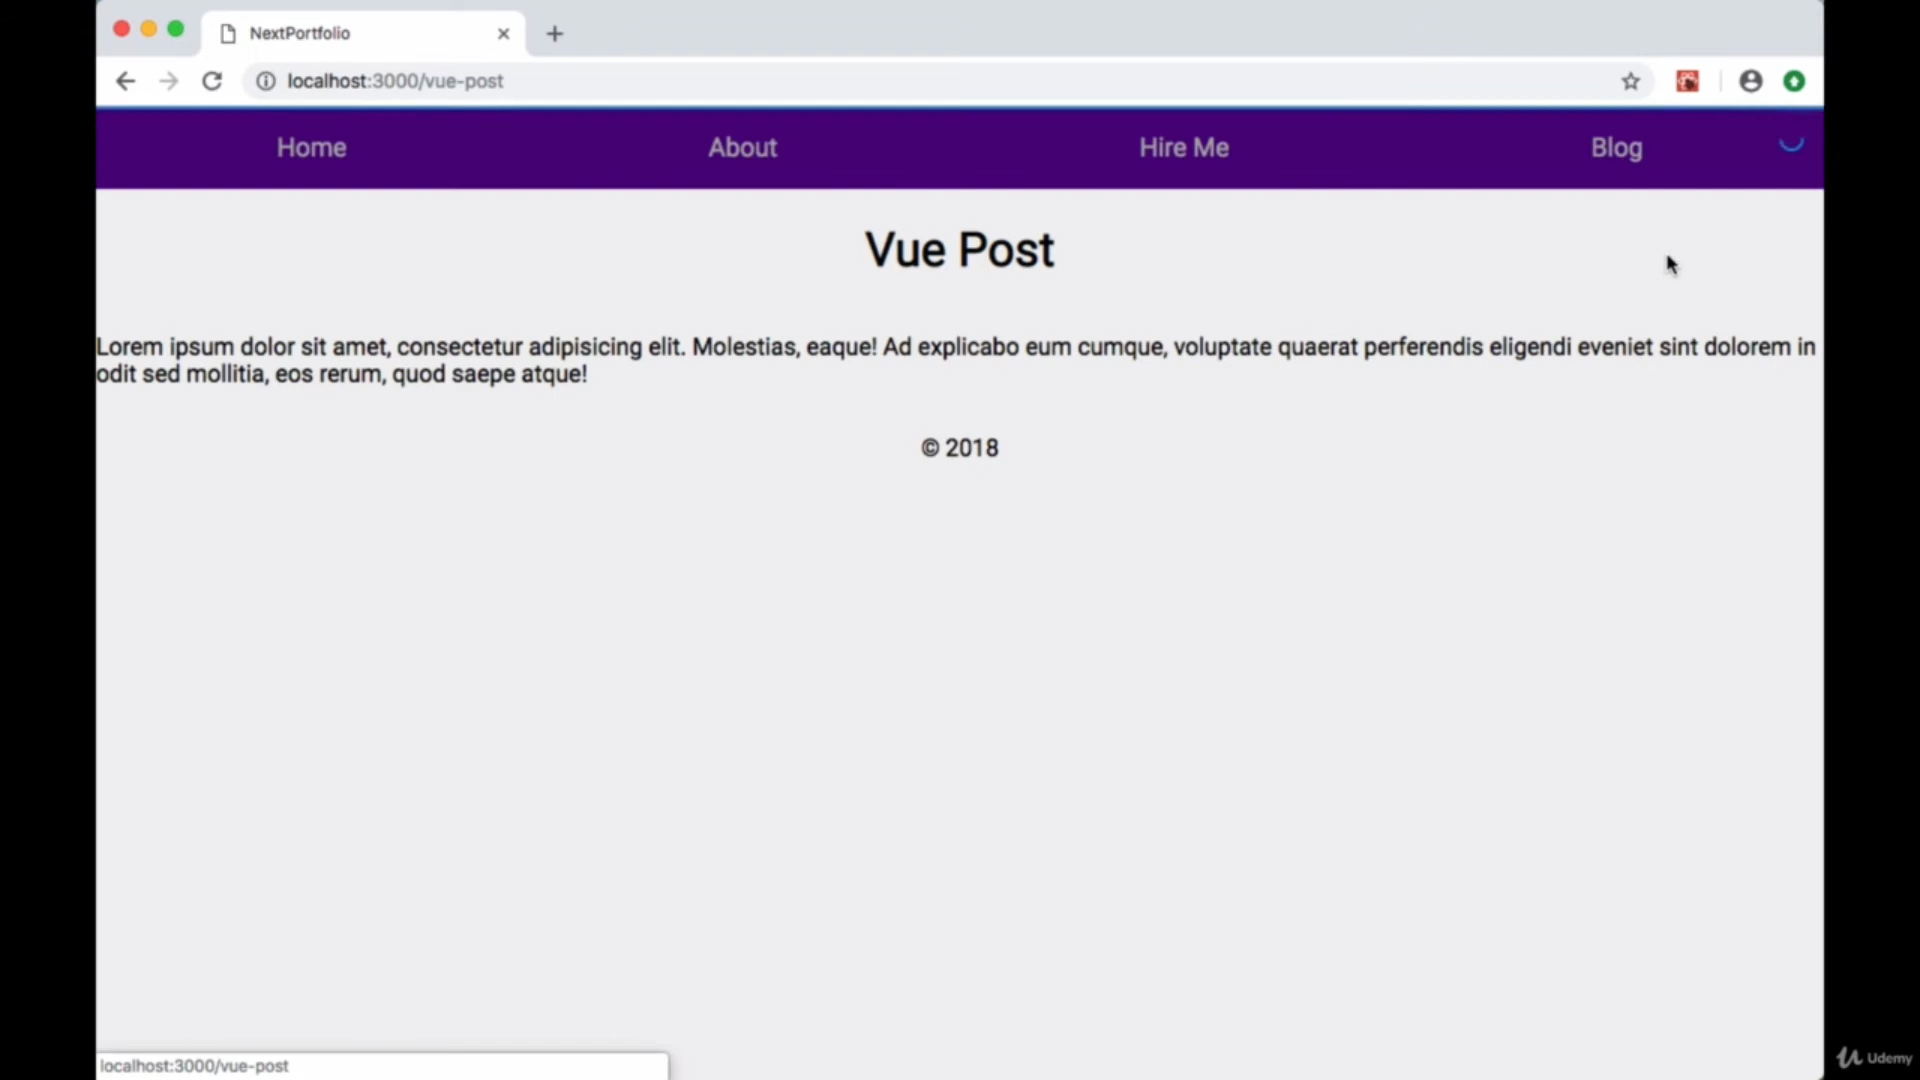 NextPortfolio
localhost:3000/vue-post
Home About Hire Me Blog
Vue Post
Lorem ipsum dolor sit amet, consectetur adipisicing elit. Molestias, eaque! Ad explicabo eum cumque, voluptate quaerat perferendis eligendi eveniet sint dolorem in
odit sed mollitia, eos rerum, quod saepe atque!
© 2018
localhost:3000/vue-post
Udemy